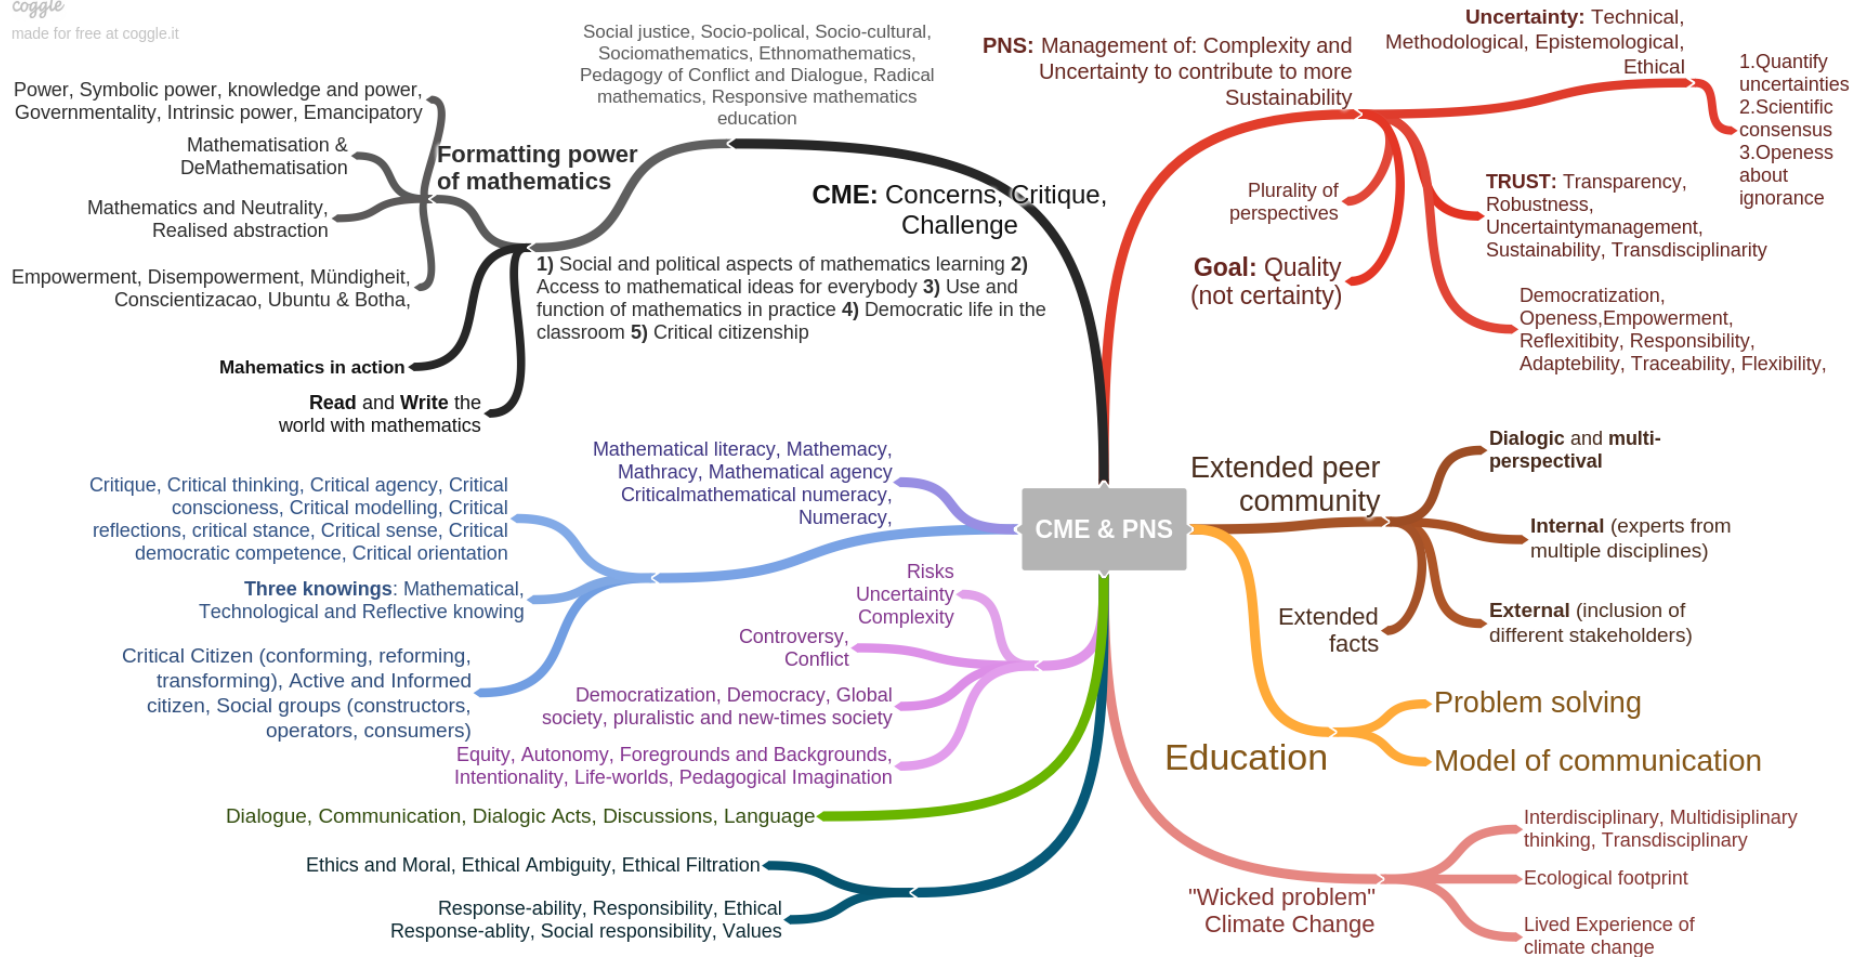 coggle
made for free at coggle.it
Social justice, Socio-polical, Socio-cultural,
Sociomathematics, Ethnomathematics,
Pedagogy of Conflict and Dialogue, Radical
mathematics, Responsive mathematics
education
Power, Symbolic power, knowledge and power,
Governmentality, Intrinsic power, Emancipatory
Mathematisation &
DeMathematisation
Mathematics and Neutrality,
Realised abstraction
Empowerment, Disempowerment, Mündigheit,
Conscientizacao, Ubuntu & Botha,
Formatting power
of mathematics
CME: Concerns, Critique,
Challenge
1) Social and political aspects of mathematics learning 2)
Access to mathematical ideas for everybody 3) Use and
function of mathematics in practice 4) Democratic life in the
classroom 5) Critical citizenship
Mahematics in action
Read and Write the
world with mathematics
PNS: Management of: Complexity and
Uncertainty to contribute to more
Sustainability
Uncertainty: Technical,
Methodological, Epistemological,
Ethical
1.Quantify
uncertainties
2.Scientific
consensus
3.Openess
about
ignorance
Plurality of
perspectives
TRUST: Transparency,
Robustness,
Uncertaintymanagement,
Sustainability, Transdisciplinarity
Goal: Quality
(not certainty)
Democratization,
Openess,Empowerment,
Reflexitibity, Responsibility,
Adaptebility, Traceability, Flexibility,
Mathematical literacy, Mathemacy,
Mathracy, Mathematical agency
Criticalmathematical numeracy,
Numeracy,
Critique, Critical thinking, Critical agency, Critical
conscioness, Critical modelling, Critical
reflections, critical stance, Critical sense, Critical
democratic competence, Critical orientation
Three knowings: Mathematical,
Technological and Reflective knowing
Critical Citizen (conforming, reforming,
transforming), Active and Informed
citizen, Social groups (constructors,
operators, consumers)
CME & PNS
Extended peer
community
Dialogic and multi-
perspectival
Internal (experts from
multiple disciplines)
External (inclusion of
different stakeholders)
Extended
facts
Risks
Uncertainty
Complexity
Controversy,
Conflict
Democratization, Democracy, Global
society, pluralistic and new-times society
Equity, Autonomy, Foregrounds and Backgrounds,
Intentionality, Life-worlds, Pedagogical Imagination
Education
Problem solving
Model of communication
Dialogue, Communication, Dialogic Acts, Discussions, Language
Ethics and Moral, Ethical Ambiguity, Ethical Filtration
Response-ability, Responsibility, Ethical
Response-ablity, Social responsibility, Values
"Wicked problem"
Climate Change
Interdisciplinary, Multidisiplinary
thinking, Transdisciplinary
Ecological footprint
Lived Experience of
climate change